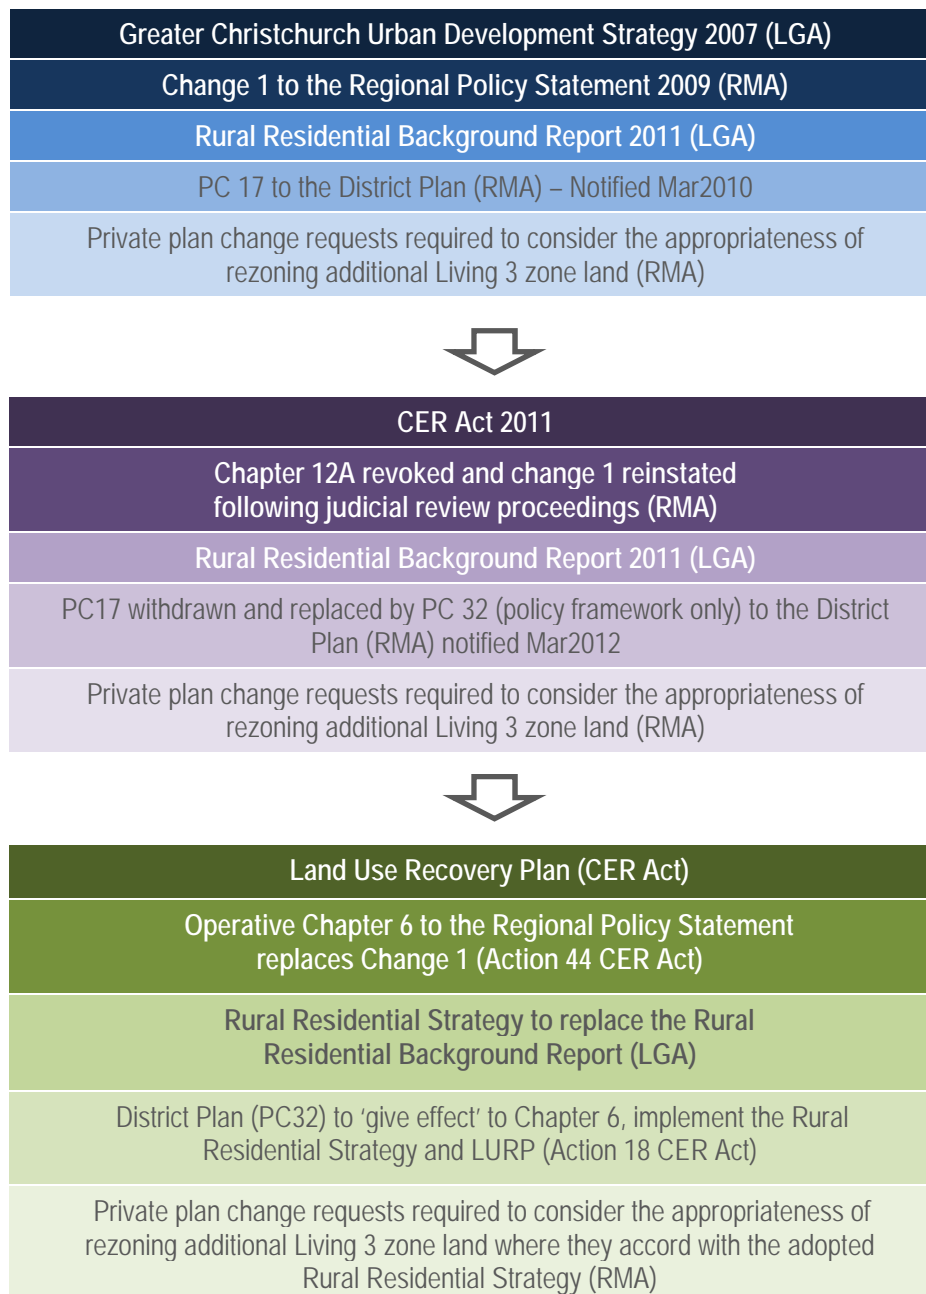 Greater Christchurch Urban Development Strategy 2007 (LGA)
Change 1 to the Regional Policy Statement 2009 (RMA)
Rural Residential Background Report 2011 (LGA)
PC 17 to the District Plan (RMA) – Notified Mar2010
Private plan change requests required to consider the appropriateness of
rezoning additional Living 3 zone land (RMA)
CER Act 2011
Chapter 12A revoked and change 1 reinstated
following judicial review proceedings (RMA)
Rural Residential Background Report 2011 (LGA)
PC17 withdrawn and replaced by PC 32 (policy framework only) to the District
Plan (RMA) notified Mar2012
Private plan change requests required to consider the appropriateness of
rezoning additional Living 3 zone land (RMA)
Land Use Recovery Plan (CER Act)
Operative Chapter 6 to the Regional Policy Statement
replaces Change 1 (Action 44 CER Act)
Rural Residential Strategy to replace the Rural
Residential Background Report (LGA)
District Plan (PC32) to ‘give effect’ to Chapter 6, implement the Rural
Residential Strategy and LURP (Action 18 CER Act)
Private plan change requests required to consider the appropriateness of
rezoning additional Living 3 zone land where they accord with the adopted
Rural Residential Strategy (RMA)